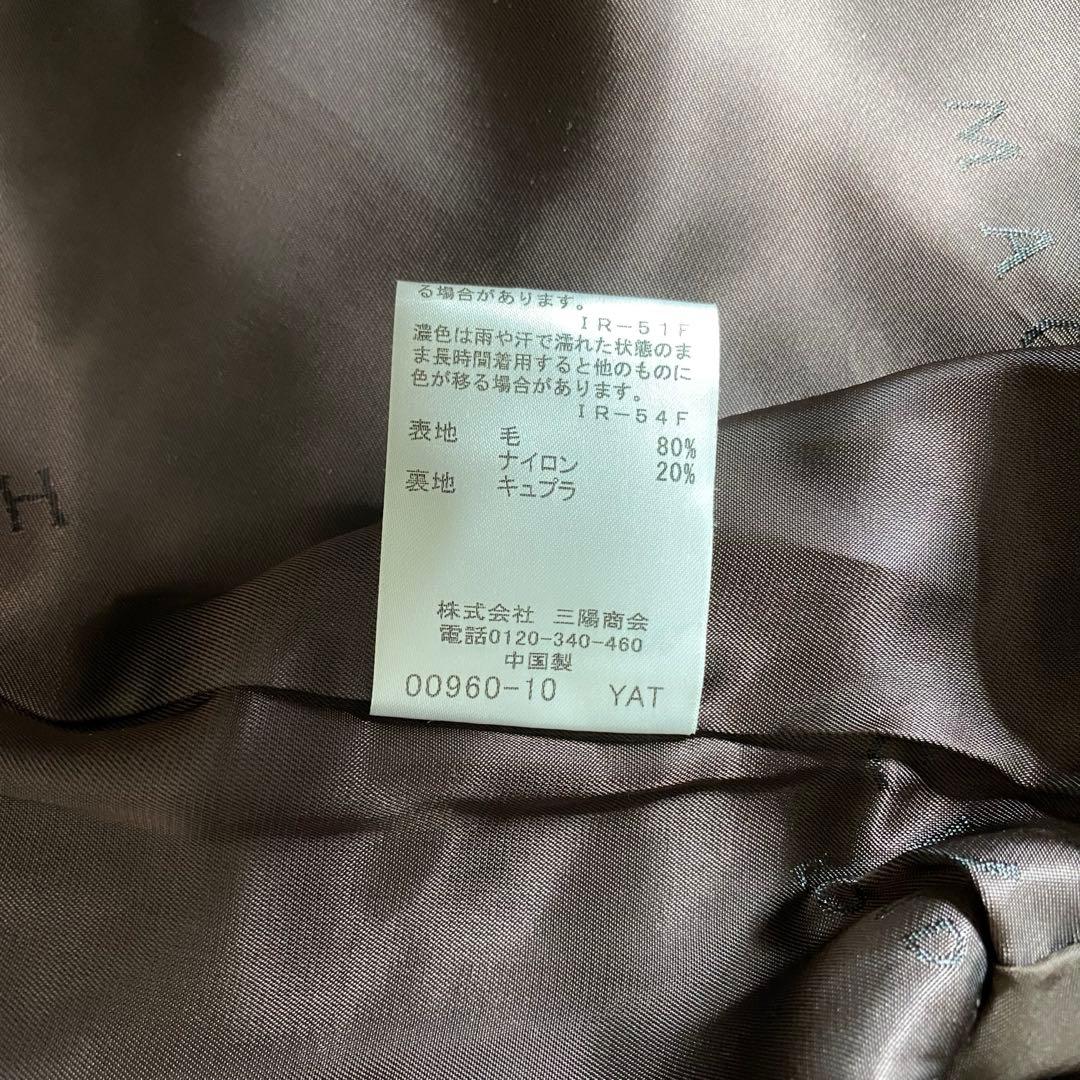 る場合があります。
IR-51F
濃色は雨や汗で濡れた状態のま
ま長時間着用すると他のものに
色が移る場合があります。
IR-54F
表地 毛 80%
ナイロン 20%
裏地 キュプラ
株式会社 三陽商会
電話0120-340-460
中国製
00960-10 YAT
M A
H